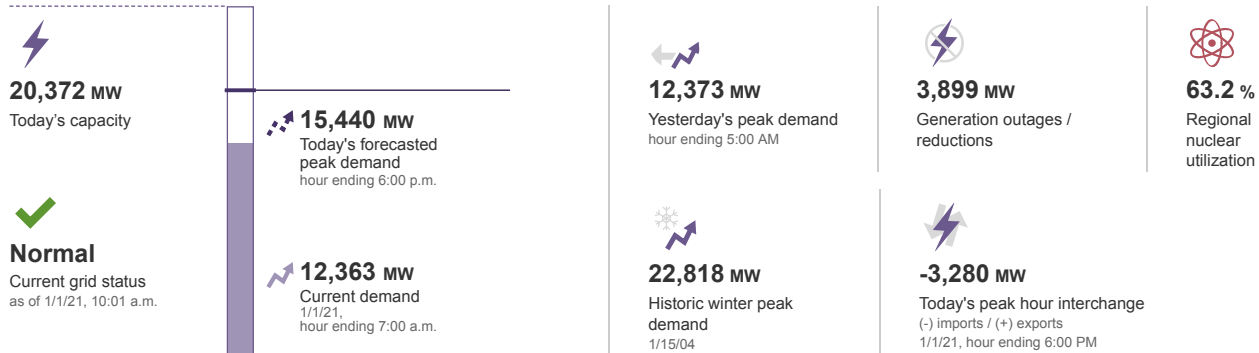 20,372 MW
Today's capacity
Normal
Current grid status
as of 1/1/21, 10:01 a.m.
15,440 MW
Today's forecasted
peak demand
hour ending 6:00 p.m.
12,363 MW
Current demand
1/1/21,
hour ending 7:00 a.m.
12,373 MW
Yesterday's peak demand
hour ending 5:00 AM
3,899 MW
Generation outages /
reductions
63.2 %
Regional
nuclear
utilization
22,818 MW
Historic winter peak
demand
1/15/04
-3,280 MW
Today's peak hour interchange
(-) imports / (+) exports
1/1/21, hour ending 6:00 PM